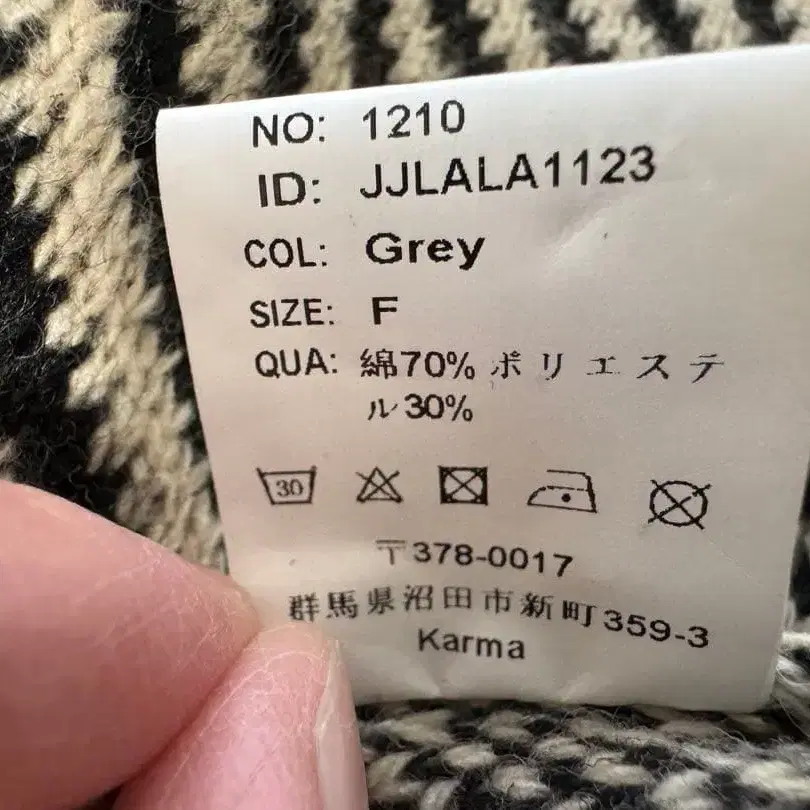 NO: 1210
ID: JJLALA1123
COL: Grey
SIZE: F
QUA: 綿70% ポリエステ
ル30%
30
〒378-0017
群馬県沼田市新町359-3
Karma